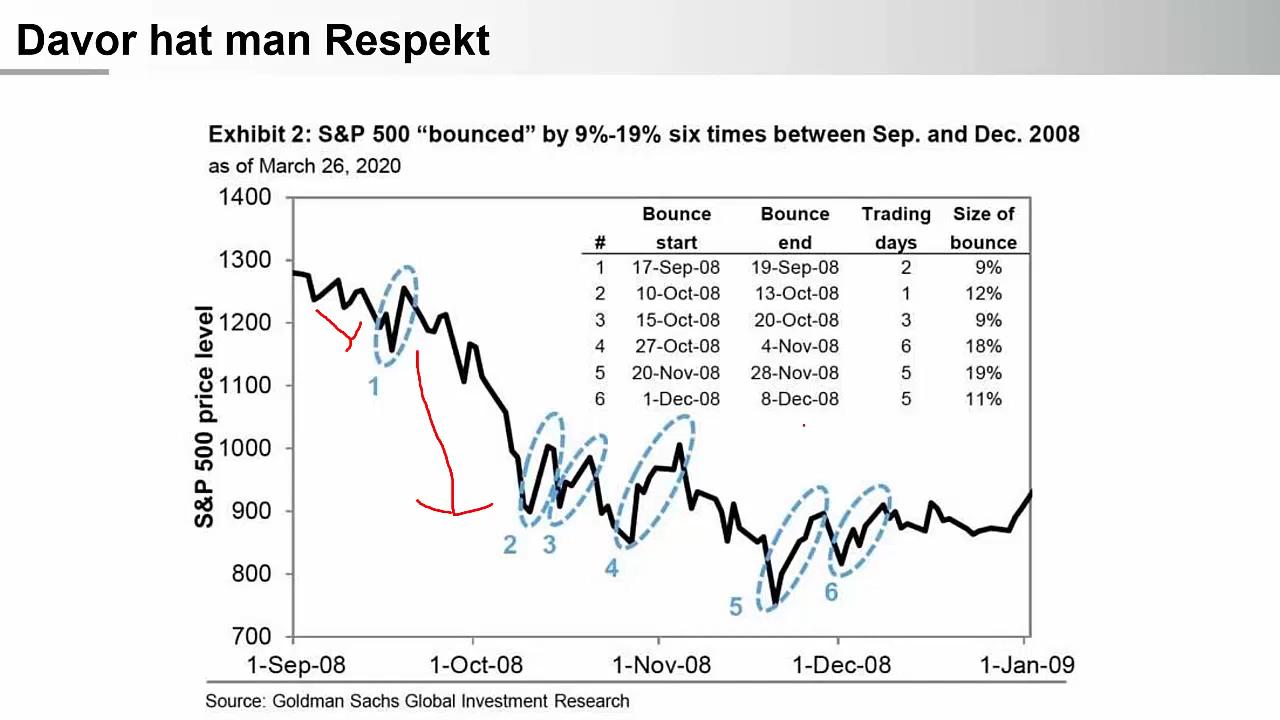 Davor hat man Respekt
Exhibit 2: S&P 500 “bounced” by 9%-19% six times between Sep. and Dec. 2008
as of March 26, 2020
S&P 500 price level
1400
1300
1200
1100
1000
900
800
700
1-Sep-08 1-Oct-08 1-Nov-08 1-Dec-08 1-Jan-09
Bounce Bounce Trading Size of
# start end days bounce
1 17-Sep-08 19-Sep-08 2 9%
2 10-Oct-08 13-Oct-08 1 12%
3 15-Oct-08 20-Oct-08 3 9%
4 27-Oct-08 4-Nov-08 6 18%
5 20-Nov-08 28-Nov-08 5 19%
6 1-Dec-08 8-Dec-08 5 11%
1
2
3
4
5
6
Source: Goldman Sachs Global Investment Research